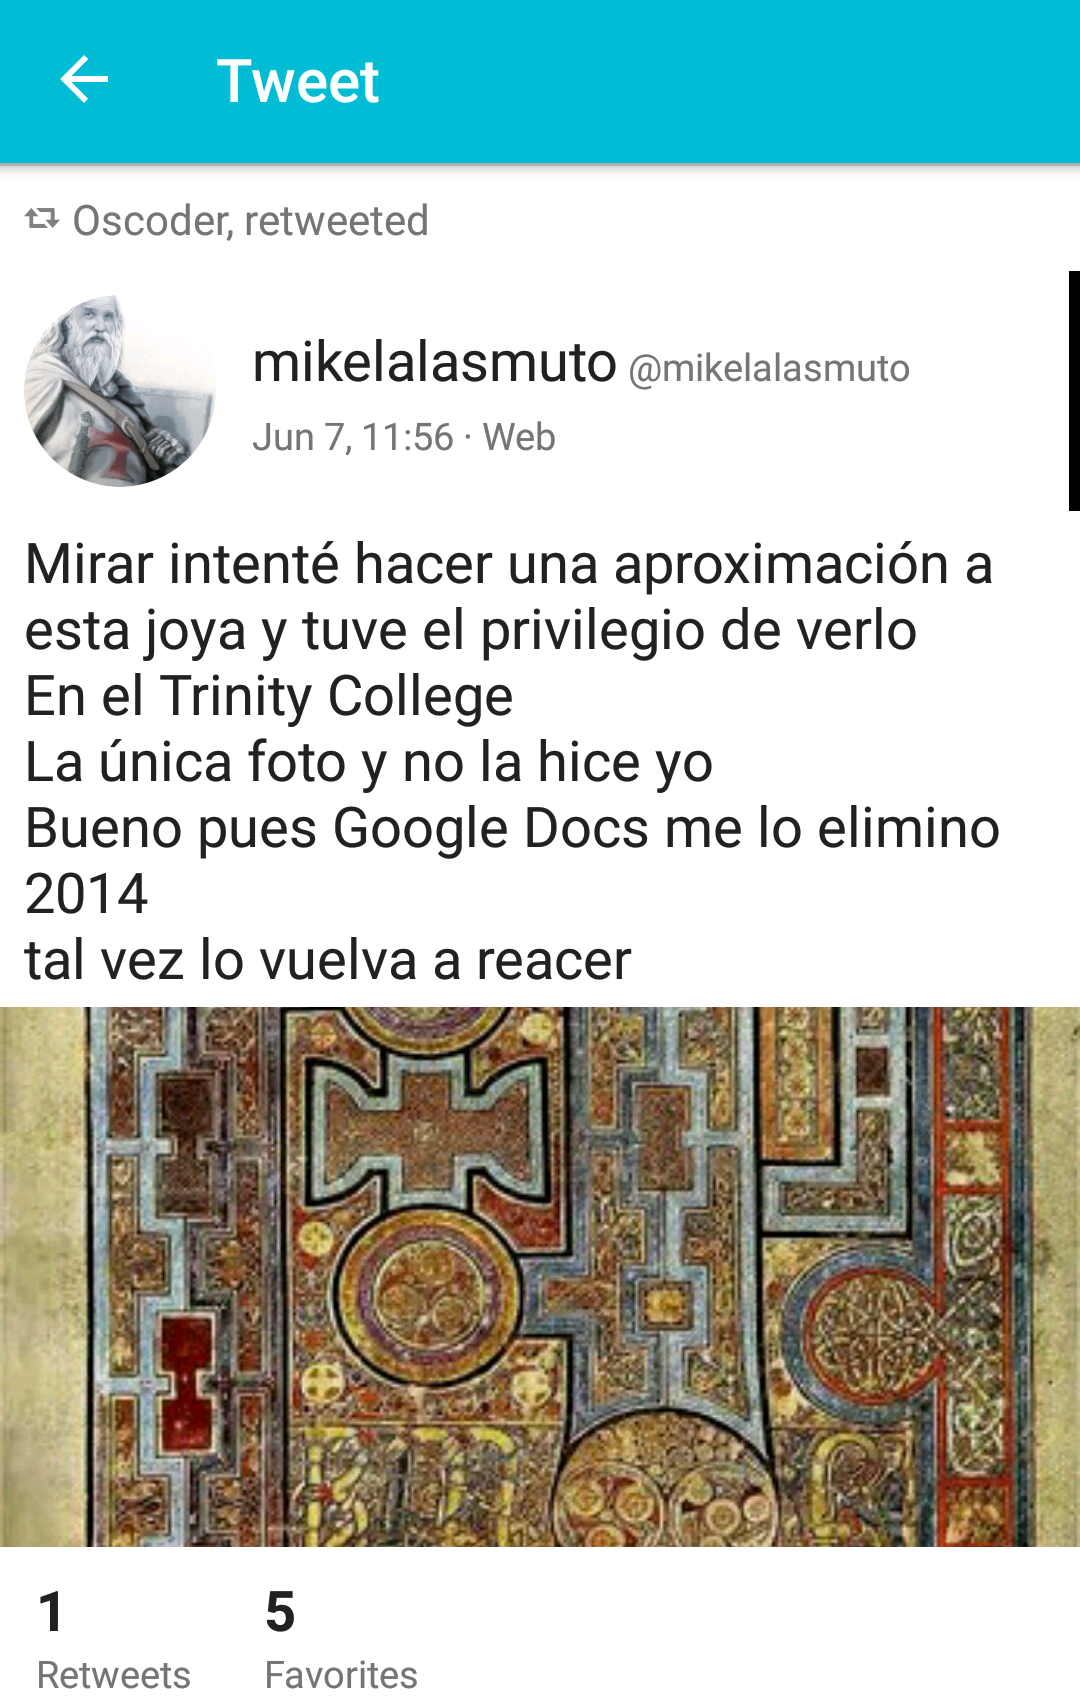 Tweet
Oscoder, retweeted
mikelalasmuto @mikelalasmuto
Jun 7, 11:56 · Web
Mirar intenté hacer una aproximación a
esta joya y tuve el privilegio de verlo
En el Trinity College
La única foto y no la hice yo
Bueno pues Google Docs me lo elimino
2014
tal vez lo vuelva a reacer
1 5
Retweets Favorites